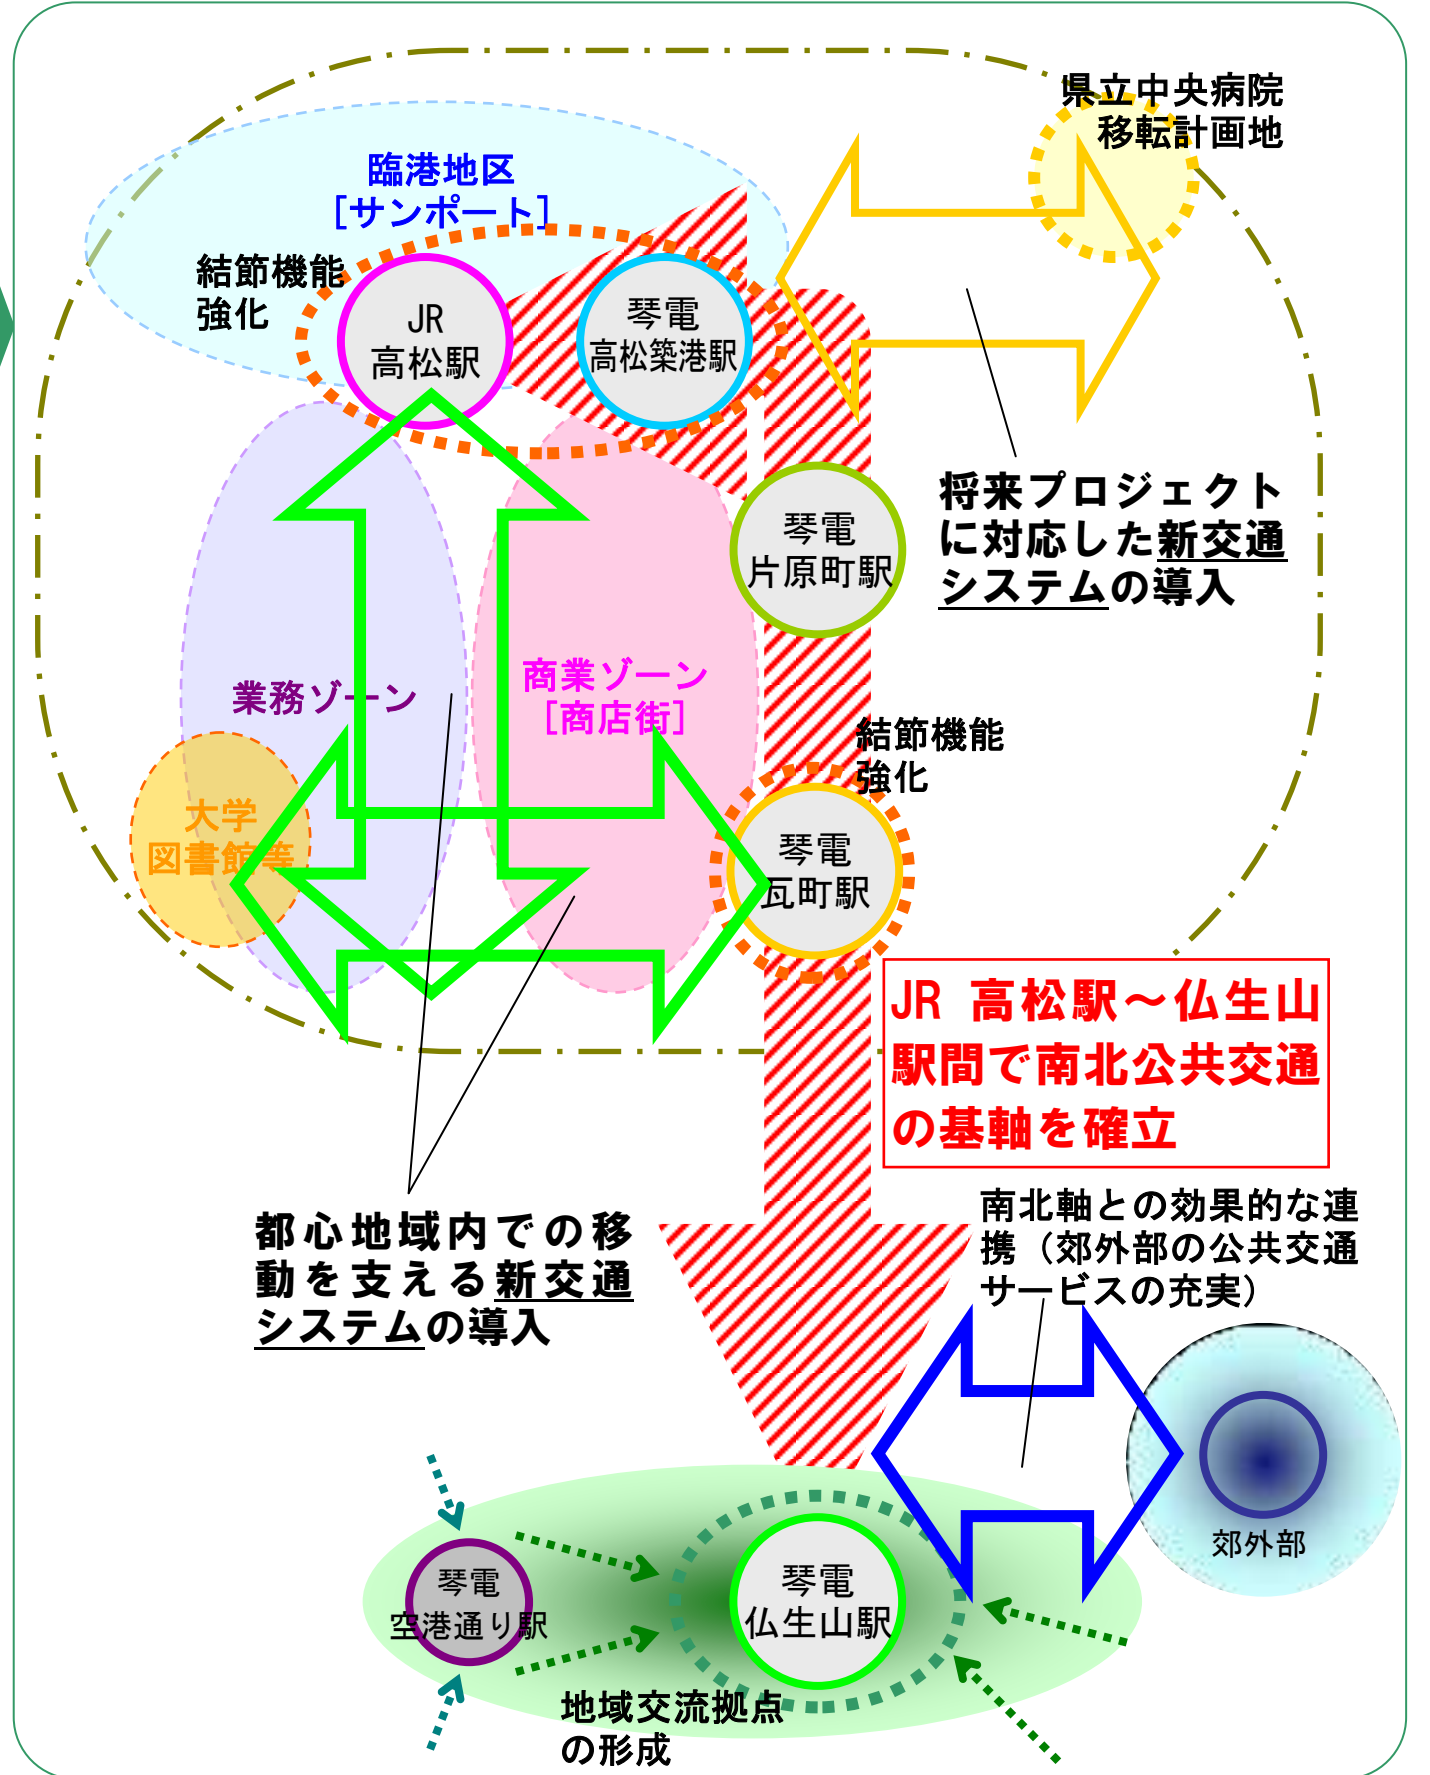 県立中央病院
移転計画地
臨港地区
[サンポート]
結節機能
強化
JR
高松駅
琴電
高松築港駅
将来プロジェクト
に対応した新交通
システムの導入
琴電
片原町駅
業務ゾーン
商業ゾーン
[商店街]
結節機能
強化
大学
図書館等
琴電
瓦町駅
JR 高松駅～仏生山
駅間で南北公共交通
の基軸を確立
都心地域内での移
動を支える新交通
システムの導入
南北軸との効果的な連
携（郊外部の公共交通
サービスの充実）
郊外部
琴電
空港通り駅
琴電
仏生山駅
地域交流拠点
の形成